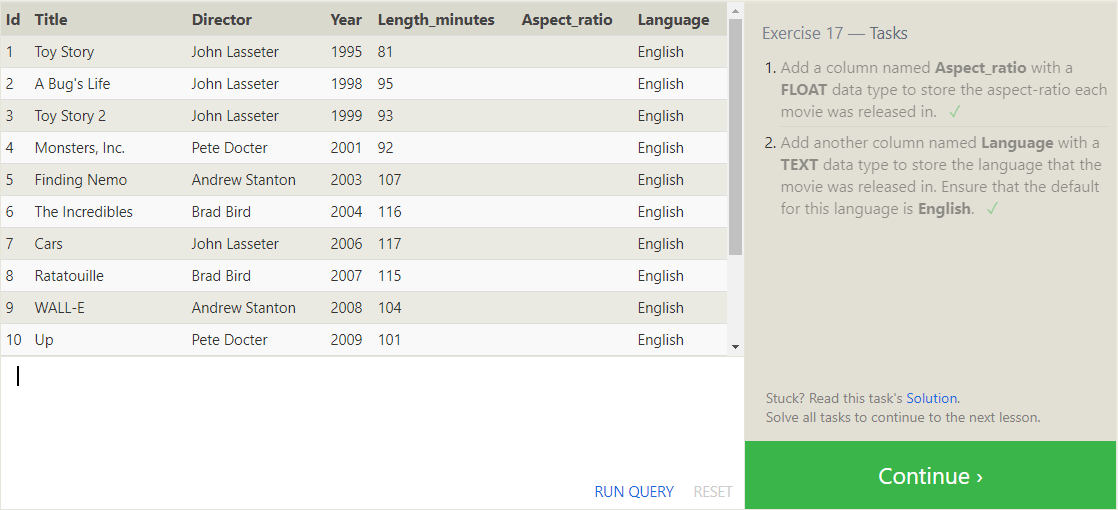 Id Title Director Year Length_minutes Aspect_ratio Language
1 Toy Story John Lasseter 1995 81 English
2 A Bug's Life John Lasseter 1998 95 English
3 Toy Story 2 John Lasseter 1999 93 English
4 Monsters, Inc. Pete Docter 2001 92 English
5 Finding Nemo Andrew Stanton 2003 107 English
6 The Incredibles Brad Bird 2004 116 English
7 Cars John Lasseter 2006 117 English
8 Ratatouille Brad Bird 2007 115 English
9 WALL-E Andrew Stanton 2008 104 English
10 Up Pete Docter 2009 101 English
RUN QUERY RESET
Exercise 17 — Tasks
1. Add a column named Aspect_ratio with a
FLOAT data type to store the aspect-ratio each
movie was released in. ✓
2. Add another column named Language with a
TEXT data type to store the language that the
movie was released in. Ensure that the default
for this language is English. ✓
Stuck? Read this task's Solution.
Solve all tasks to continue to the next lesson.
Continue ›